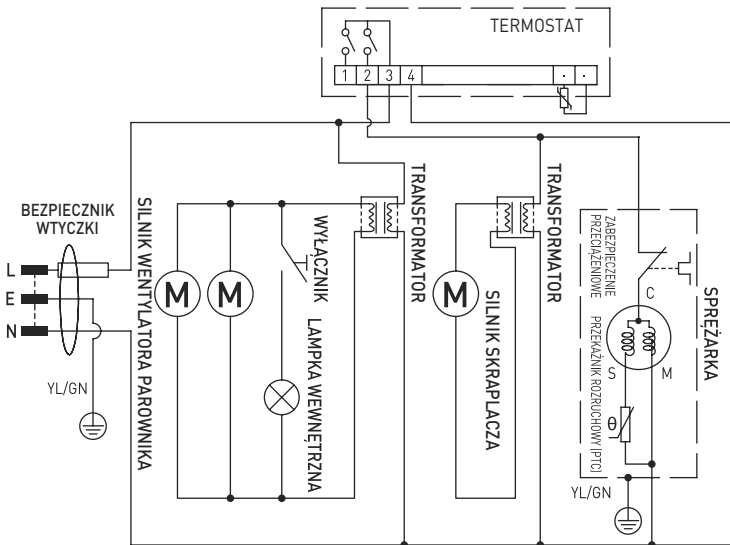 TERMOSTAT
1 2 3 4 · ·
BEZPIECZNIK
WTYCZKI
L
E
N
YL/GN
SILNIK WENTYLATORA PAROWNIKA
M
M
WYŁĄCZNIK
LAMPKA WEWNĘTRZNA
TRANSFORMATOR
M
SILNIK SKRAPLACZA
TRANSFORMATOR
ZABEZPIECZENIE
PRZECIĄŻENIOWE
C
S
M
PRZEKAŹNIK ROZRUCHOWY (PTC)
θ
SPRĘŻARKA
YL/GN